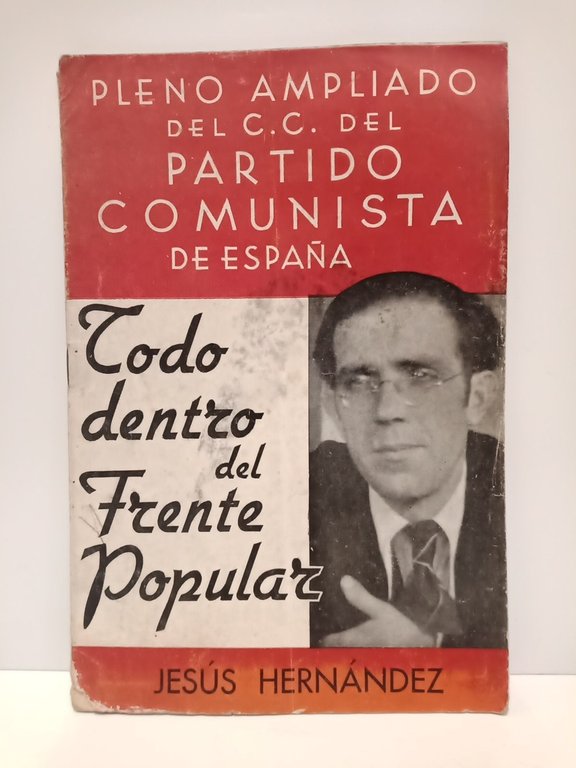 PLENO AMPLIADO
DEL C.C. DEL
PARTIDO
COMUNISTA
DE ESPAÑA
Todo
dentro
del
Frente
Popular
JESÚS HERNÁNDEZ